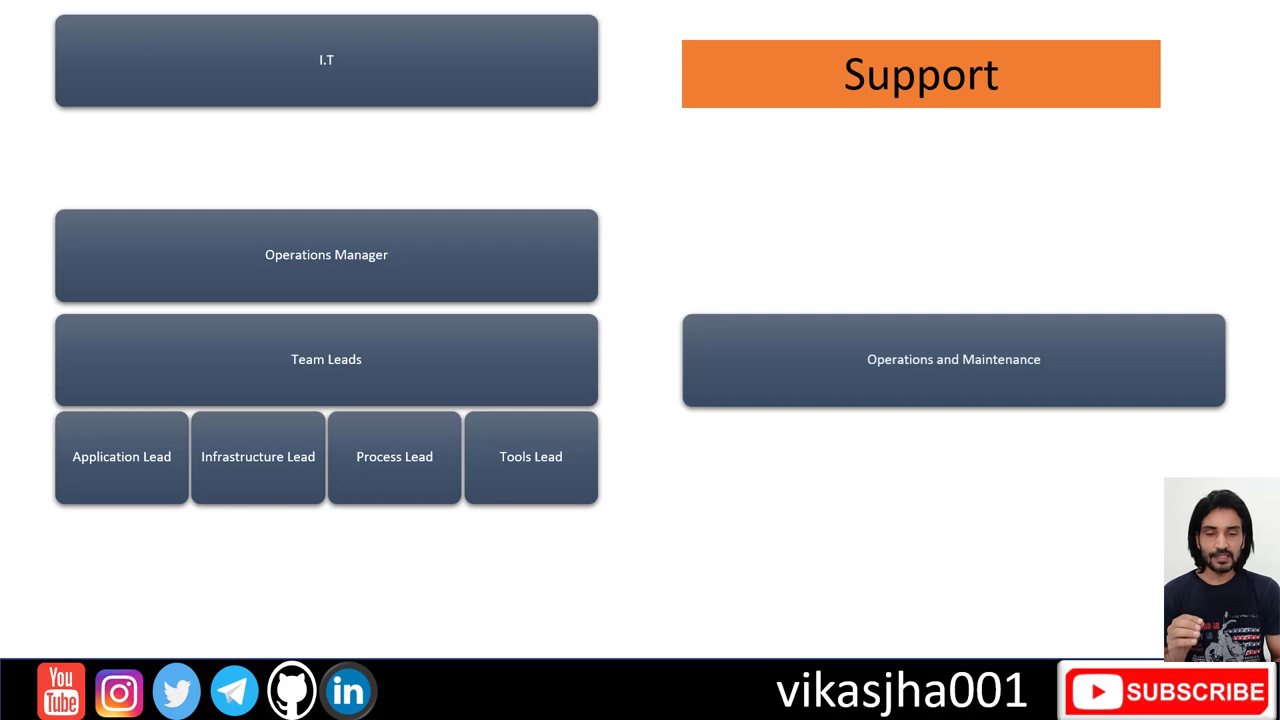 I.T
Support
Operations Manager
Team Leads
Operations and Maintenance
Application Lead
Infrastructure Lead
Process Lead
Tools Lead
You
Tube
in
vikasjha001
SUBSCRIBE